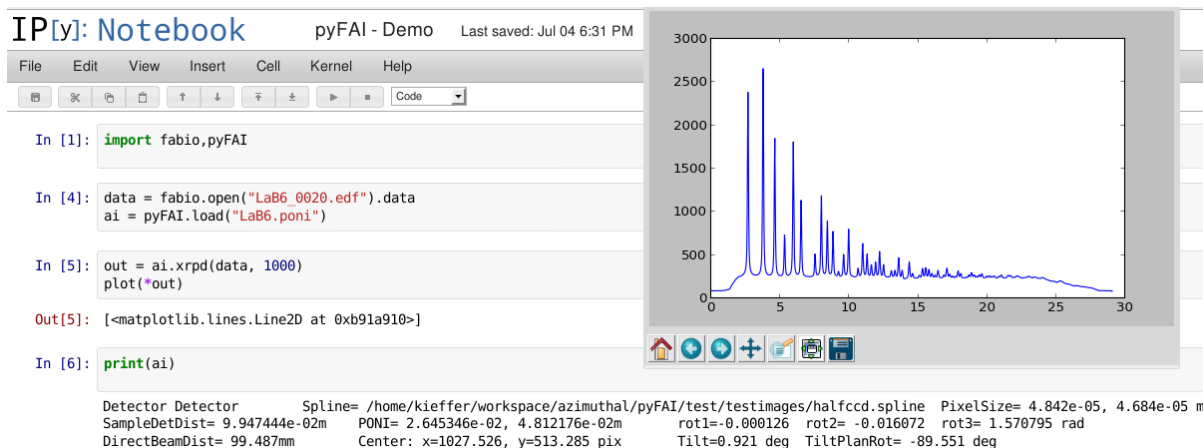 IP[y]: Notebook pyFAI - Demo Last saved: Jul 04 6:31 PM
File Edit View Insert Cell Kernel Help
Code
In [1]: import fabio,pyFAI
In [4]: data = fabio.open("LaB6_0020.edf").data
ai = pyFAI.load("LaB6.poni")
In [5]: out = ai.xrpd(data, 1000)
plot(*out)
Out[5]: [<matplotlib.lines.Line2D at 0xb91a910>]
In [6]: print(ai)
Detector Detector Spline= /home/kieffer/workspace/azimuthal/pyFAI/test/testimages/halfccd.spline PixelSize= 4.842e-05, 4.684e-05 m
SampleDetDist= 9.947444e-02m PONI= 2.645346e-02, 4.812176e-02m rot1=-0.000126 rot2= -0.016072 rot3= 1.570795 rad
DirectBeamDist= 99.487mm Center: x=1027.526, y=513.285 pix Tilt=0.921 deg TiltPlanRot= -89.551 deg
3000
2500
2000
1500
1000
500
0
0 5 10 15 20 25 30